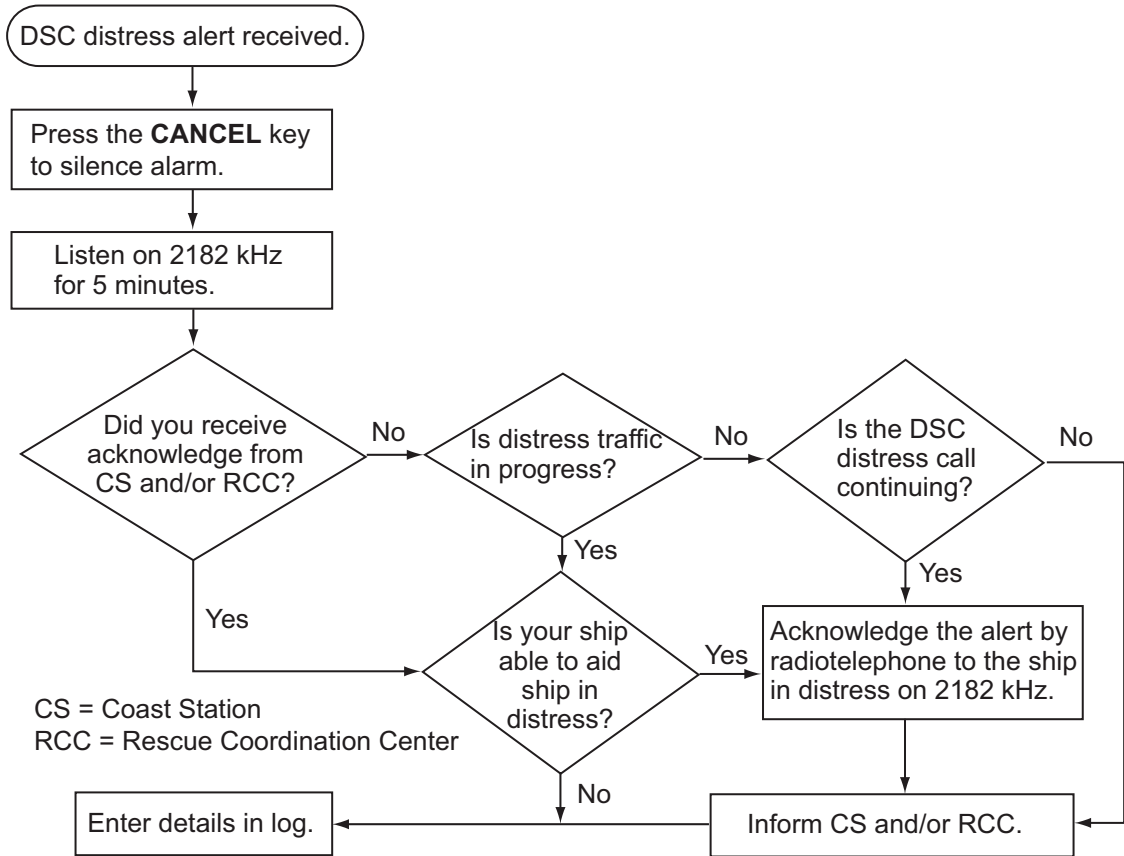 DSC distress alert received.
Press the CANCEL key
to silence alarm.
Listen on 2182 kHz
for 5 minutes.
Did you receive
acknowledge from
CS and/or RCC?
No
Is distress traffic
in progress?
No
Is the DSC
distress call
continuing?
No
Yes
Yes
Yes
Is your ship
able to aid
ship in
distress?
Yes
Acknowledge the alert by
radiotelephone to the ship
in distress on 2182 kHz.
CS = Coast Station
RCC = Rescue Coordination Center
No
Enter details in log.
Inform CS and/or RCC.